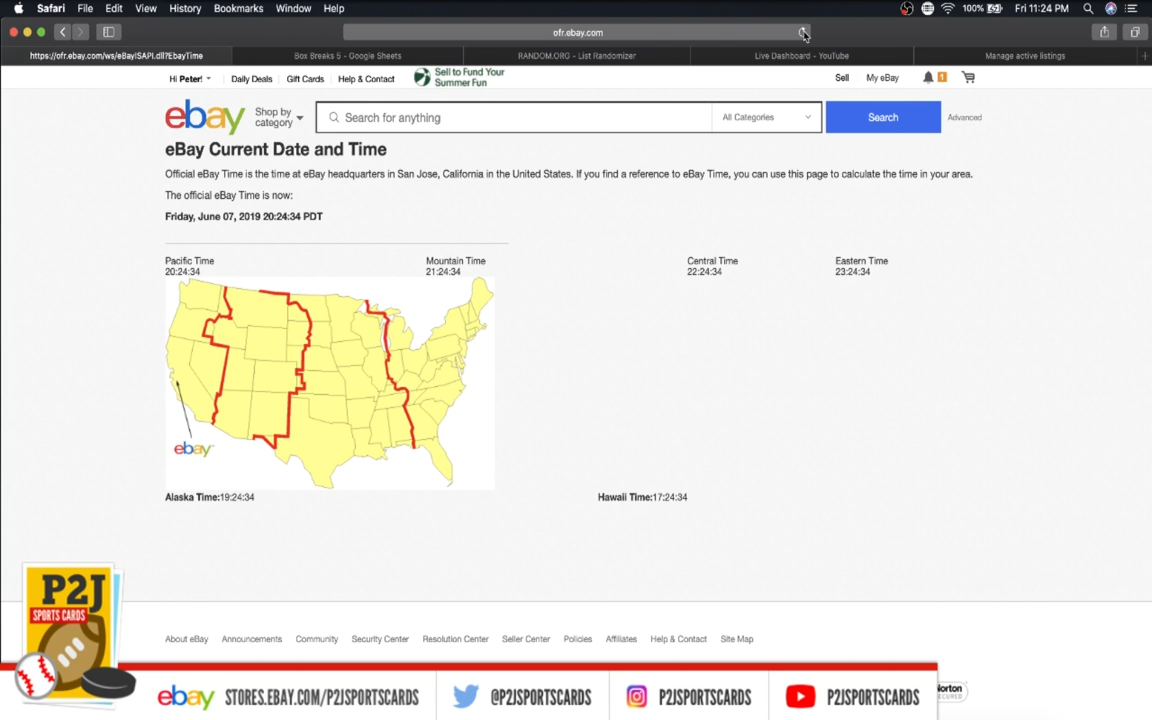 Safari File Edit View History Bookmarks Window Help 100% Fri 11:24 PM
ofr.ebay.com
https://ofr.ebay.com/ws/eBayISAPI.dll?EbayTime Box Breaks 5 - Google Sheets RANDOM.ORG - List Randomizer Live Dashboard - YouTube Manage active listings
Hi Peter! Daily Deals Gift Cards Help & Contact Sell to Fund Your Summer Fun Sell My eBay 1
ebay Shop by category Search for anything All Categories Search Advanced
eBay Current Date and Time
Official eBay Time is the time at eBay headquarters in San Jose, California in the United States. If you find a reference to eBay Time, you can use this page to calculate the time in your area.
The official eBay Time is now:
Friday, June 07, 2019 20:24:34 PDT
Pacific Time Mountain Time Central Time Eastern Time
20:24:34 21:24:34 22:24:34 23:24:34
ebay
Alaska Time:19:24:34 Hawaii Time:17:24:34
P2J
SPORTS CARDS
About eBay Announcements Community Security Center Resolution Center Seller Center Policies Affiliates Help & Contact Site Map
ebay STORES.EBAY.COM/P2JSPORTSCARDS @P2JSPORTSCARDS P2JSPORTSCARDS P2JSPORTSCARDS